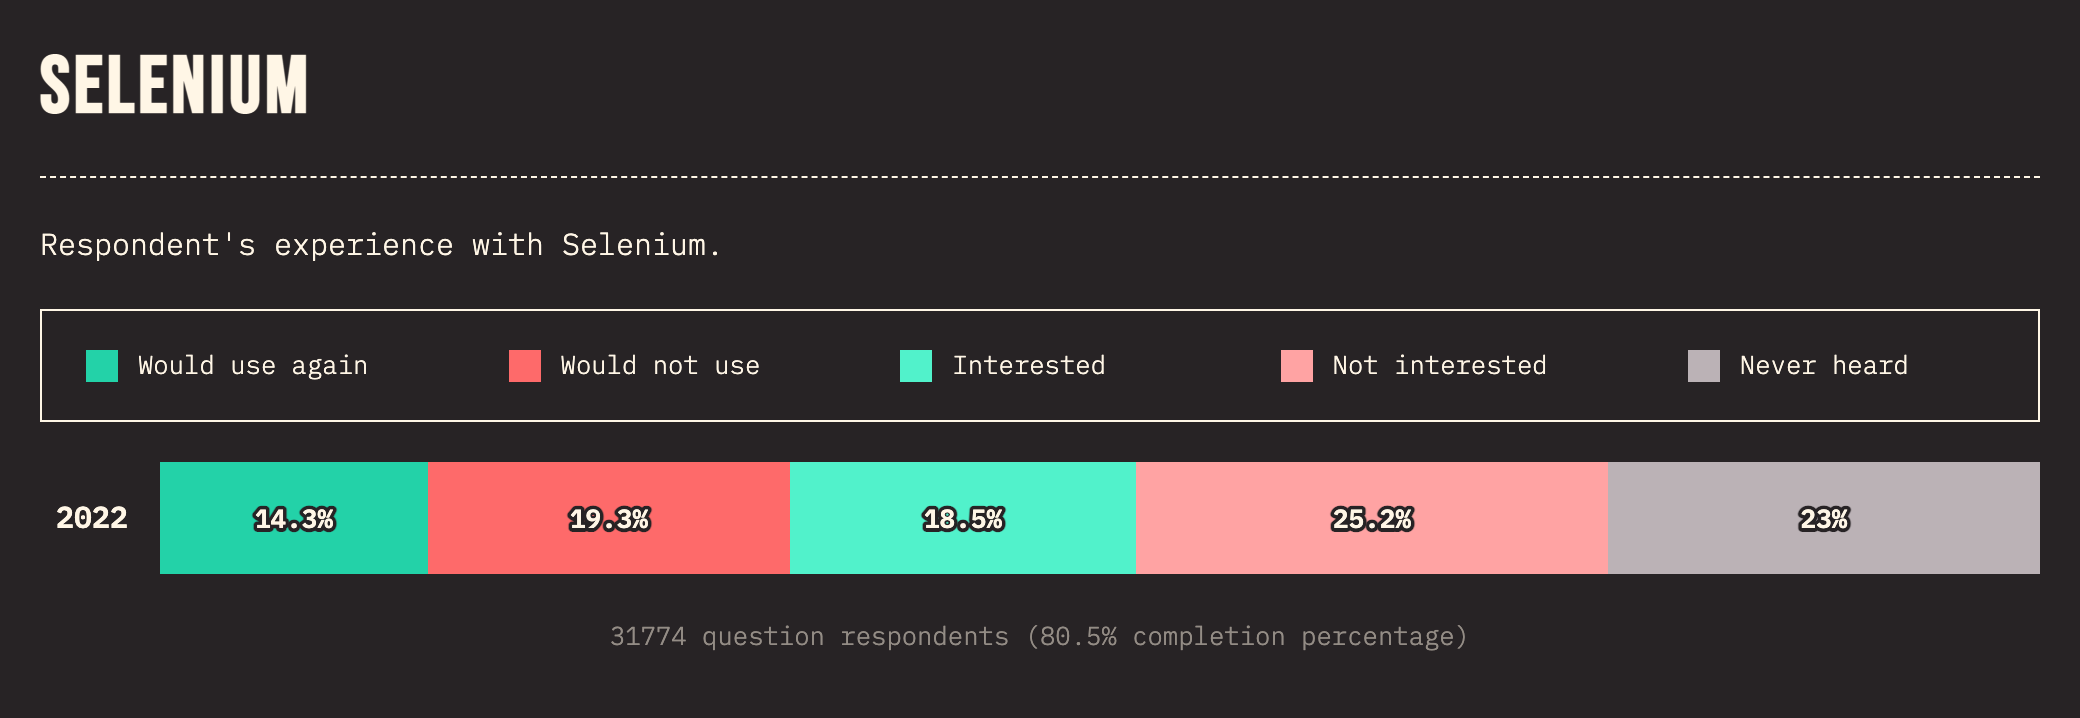 SELENIUM
Respondent's experience with Selenium.
Would use again Would not use Interested Not interested Never heard
2022 14.3% 19.3% 18.5% 25.2% 23%
31774 question respondents (80.5% completion percentage)